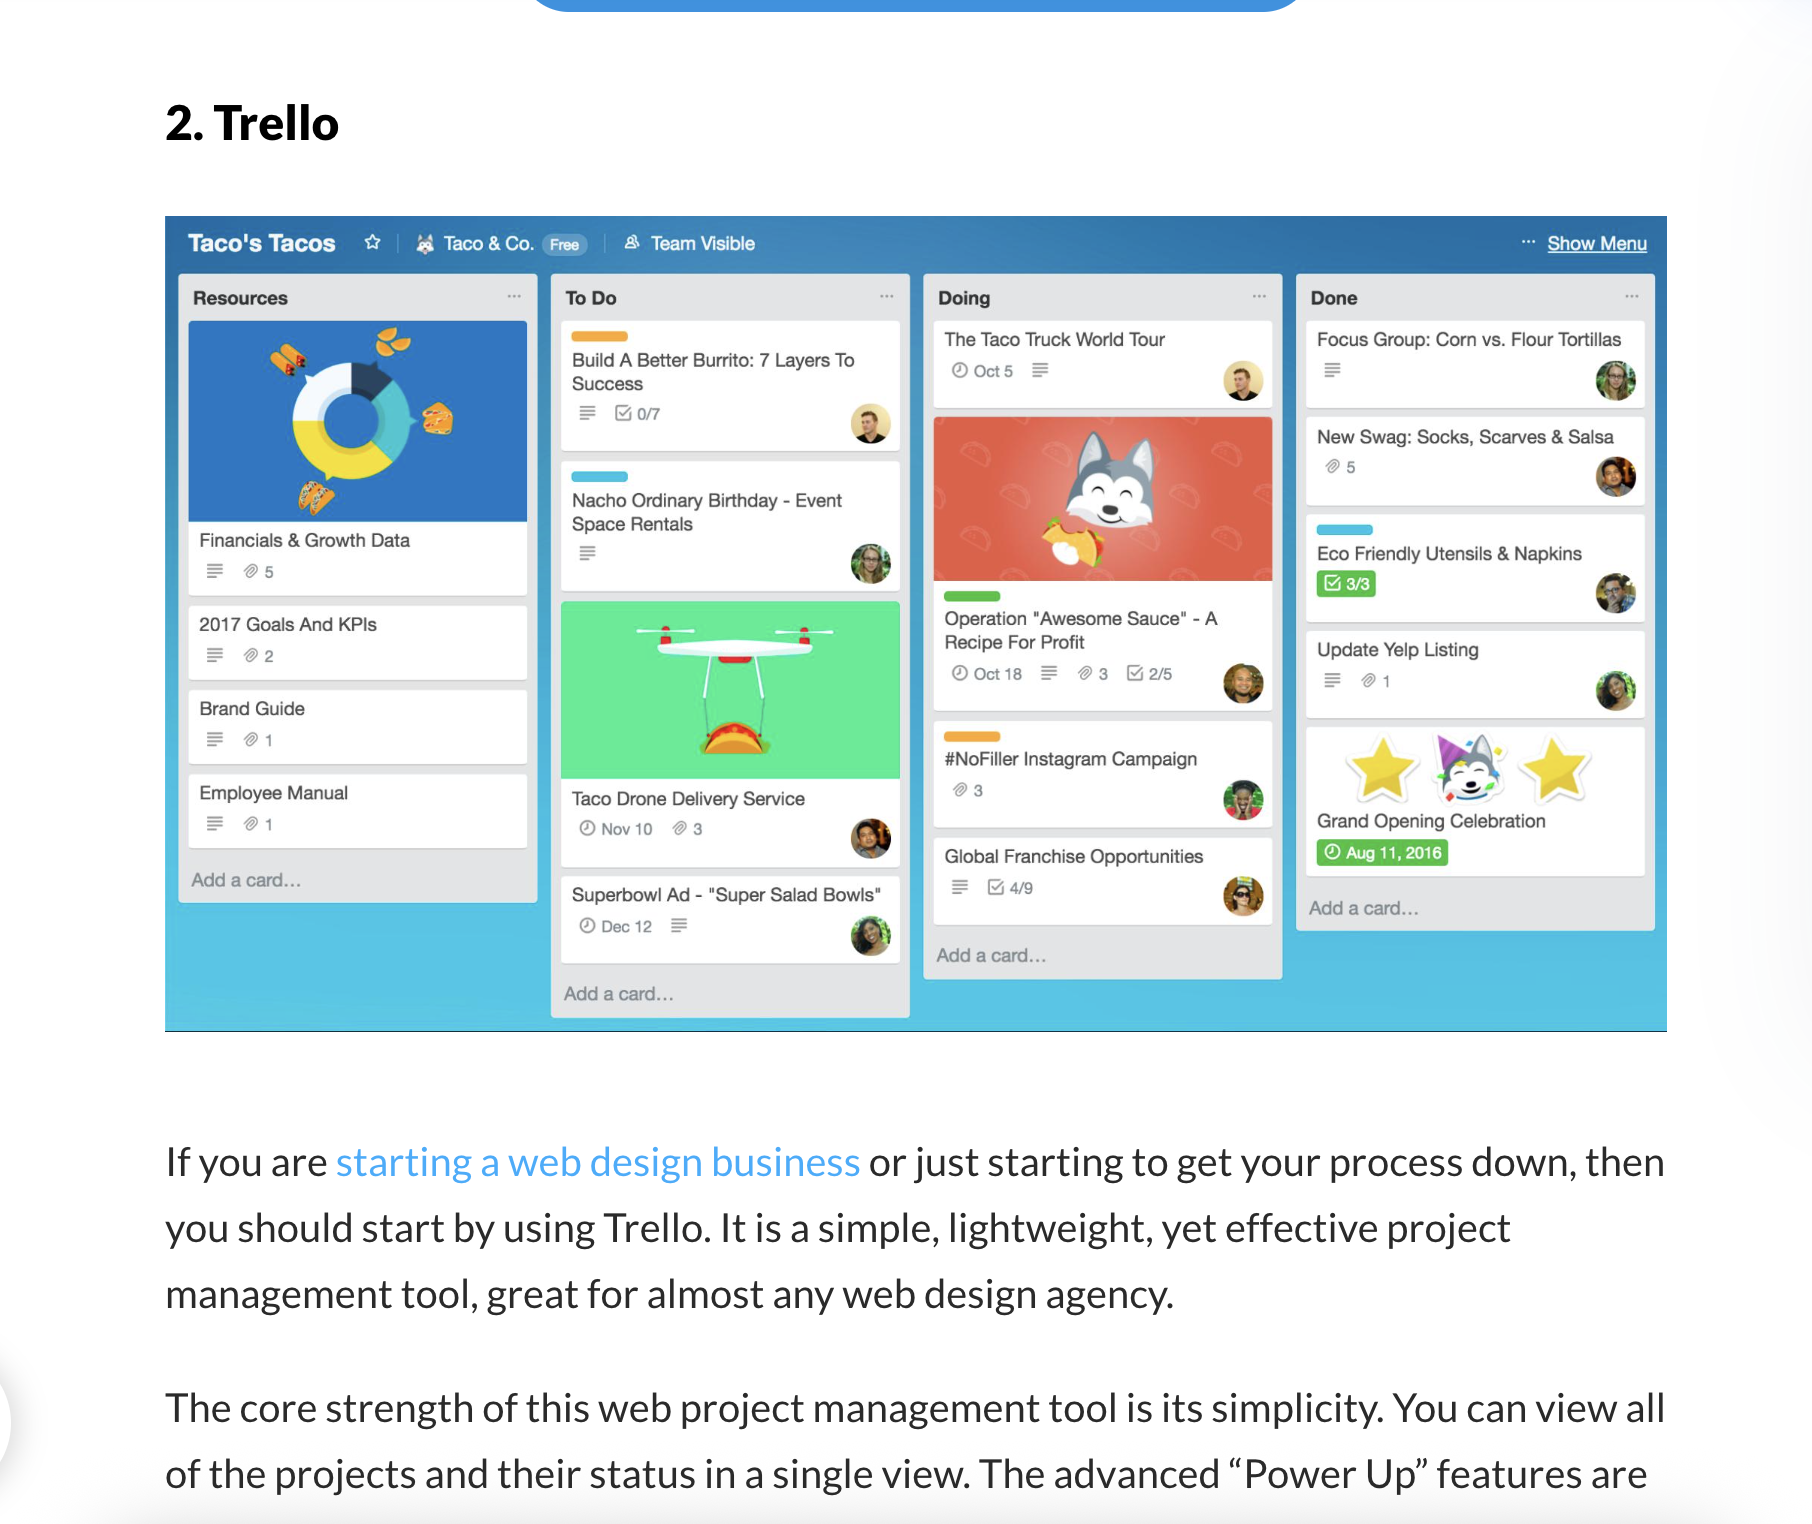 2. Trello
Taco's Tacos
Taco & Co. Free
Team Visible
... Show Menu
Resources
Financials & Growth Data
5
2017 Goals And KPIs
2
Brand Guide
1
Employee Manual
1
Add a card...
To Do
Build A Better Burrito: 7 Layers To
Success
0/7
Nacho Ordinary Birthday - Event
Space Rentals
Taco Drone Delivery Service
Nov 10 3
Superbowl Ad - "Super Salad Bowls"
Dec 12
Add a card...
Doing
The Taco Truck World Tour
Oct 5
Operation "Awesome Sauce" - A
Recipe For Profit
Oct 18 3 2/5
#NoFiller Instagram Campaign
3
Global Franchise Opportunities
4/9
Add a card...
Done
Focus Group: Corn vs. Flour Tortillas
New Swag: Socks, Scarves & Salsa
5
Eco Friendly Utensils & Napkins
3/3
Update Yelp Listing
1
Grand Opening Celebration
Aug 11, 2016
Add a card...
If you are starting a web design business or just starting to get your process down, then
you should start by using Trello. It is a simple, lightweight, yet effective project
management tool, great for almost any web design agency.
The core strength of this web project management tool is its simplicity. You can view all
of the projects and their status in a single view. The advanced “Power Up” features are